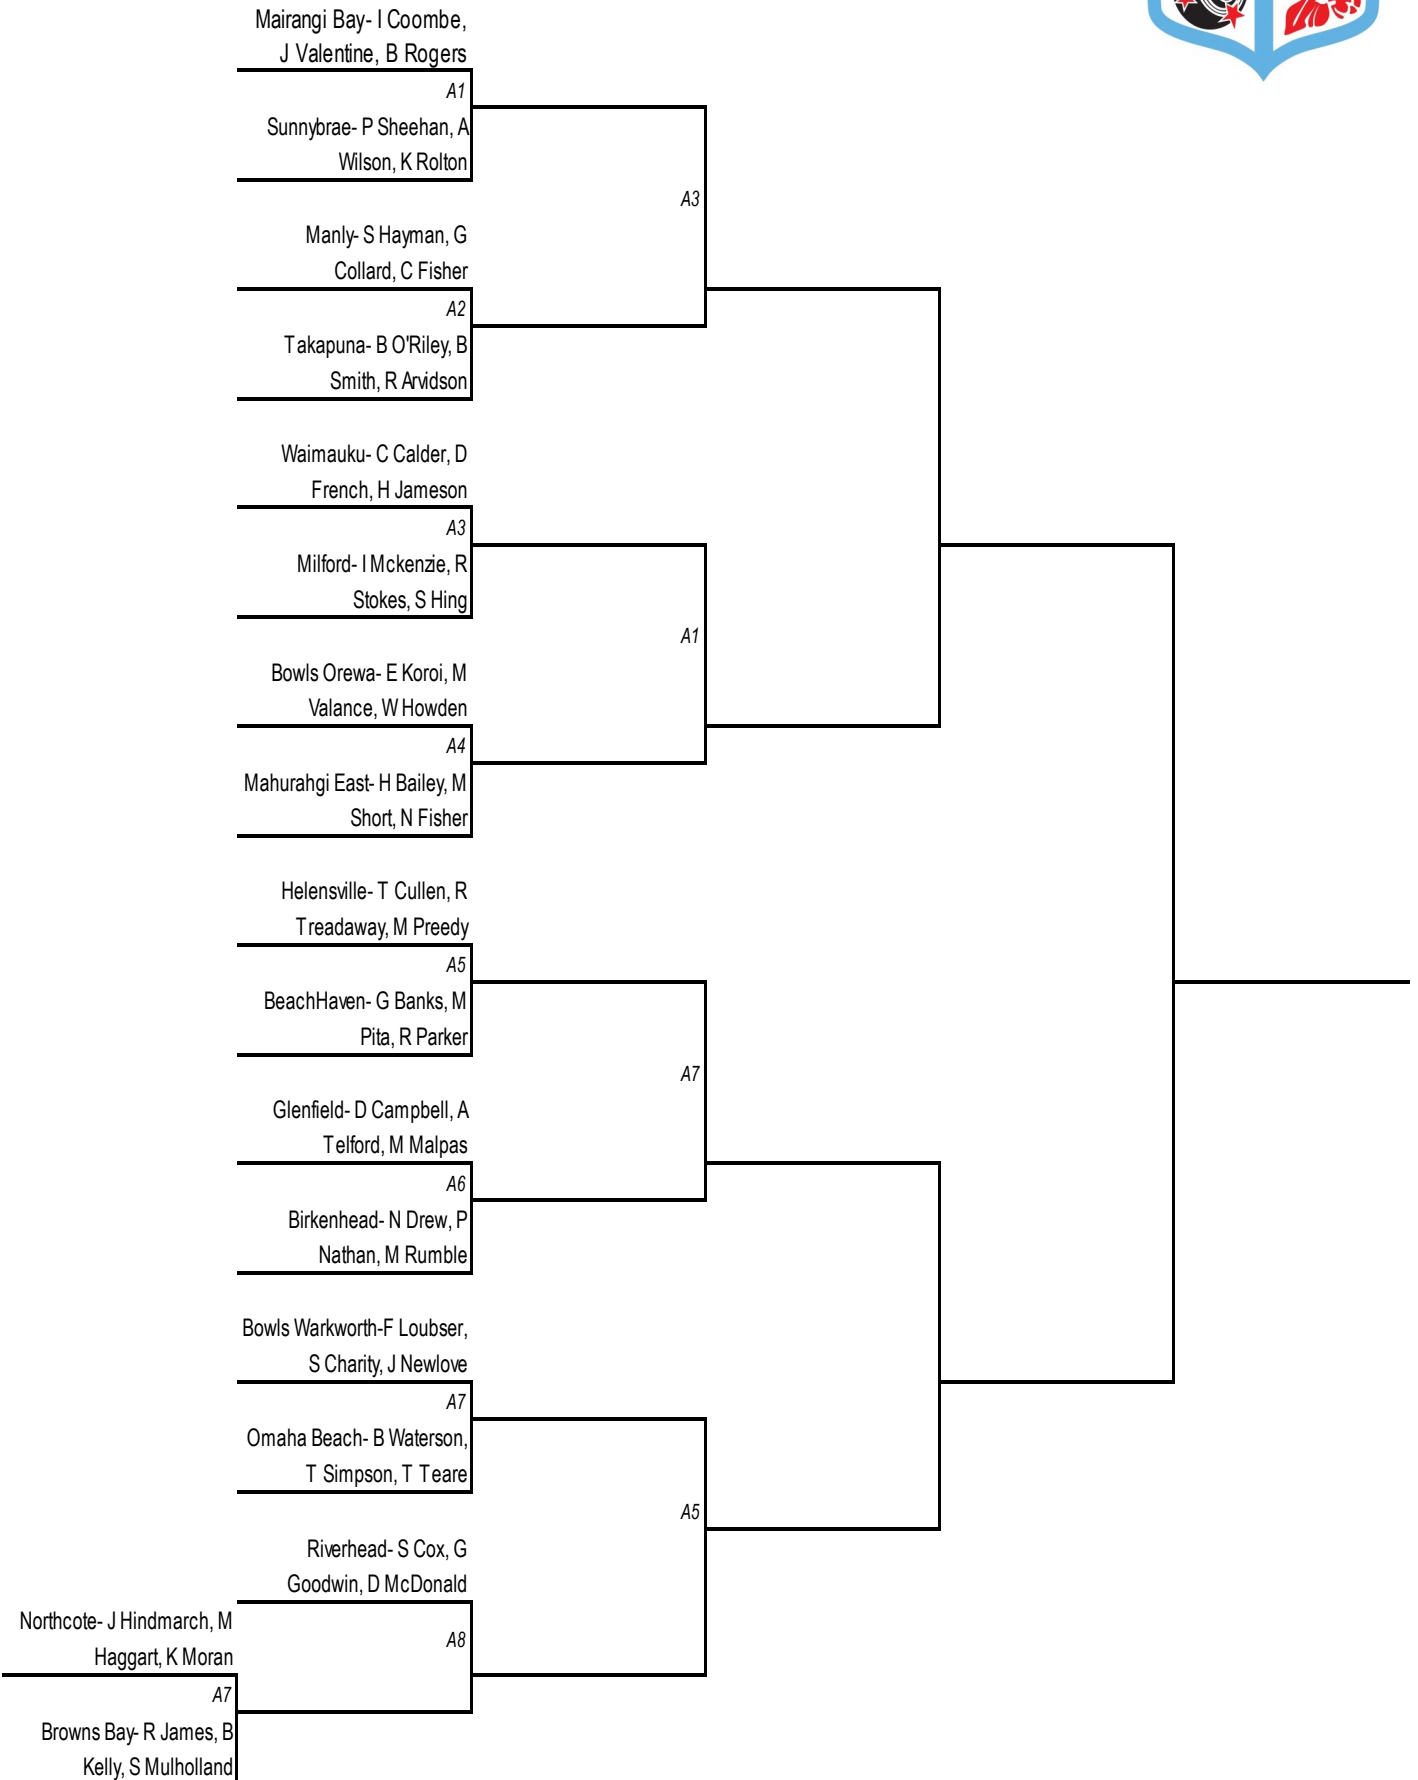 Mairangi Bay- I Coombe,
J Valentine, B Rogers
A1
Sunnybrae- P Sheehan, A
Wilson, K Rolton
A3
Manly- S Hayman, G
Collard, C Fisher
A2
Takapuna- B O'Riley, B
Smith, R Arvidson
Waimauku- C Calder, D
French, H Jameson
A3
Milford- I Mckenzie, R
Stokes, S Hing
A1
Bowls Orewa- E Koroi, M
Valance, W Howden
A4
Mahurahgi East- H Bailey, M
Short, N Fisher
Helensville- T Cullen, R
Treadaway, M Preedy
A5
BeachHaven- G Banks, M
Pita, R Parker
A7
Glenfield- D Campbell, A
Telford, M Malpas
A6
Birkenhead- N Drew, P
Nathan, M Rumble
Bowls Warkworth-F Loubser,
S Charity, J Newlove
A7
Omaha Beach- B Waterson,
T Simpson, T Teare
A5
Riverhead- S Cox, G
Goodwin, D McDonald
Northcote- J Hindmarch, M
Haggart, K Moran
A8
A7
Browns Bay- R James, B
Kelly, S Mulholland